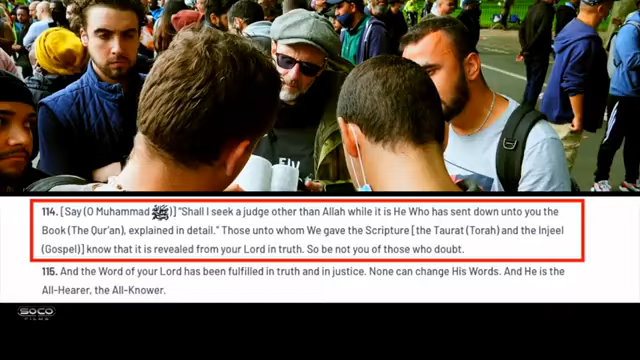 114. [Say (O Muhammad ﷺ)] "Shall I seek a judge other than Allah while it is He Who has sent down unto you the
Book (The Qur'an), explained in detail." Those unto whom We gave the Scripture [the Taurat (Torah) and the Injeel
(Gospel)] know that it is revealed from your Lord in truth. So be not you of those who doubt.
115. And the Word of your Lord has been fulfilled in truth and in justice. None can change His Words. And He is the
All-Hearer, the All-Knower.
SOCO
FILMS